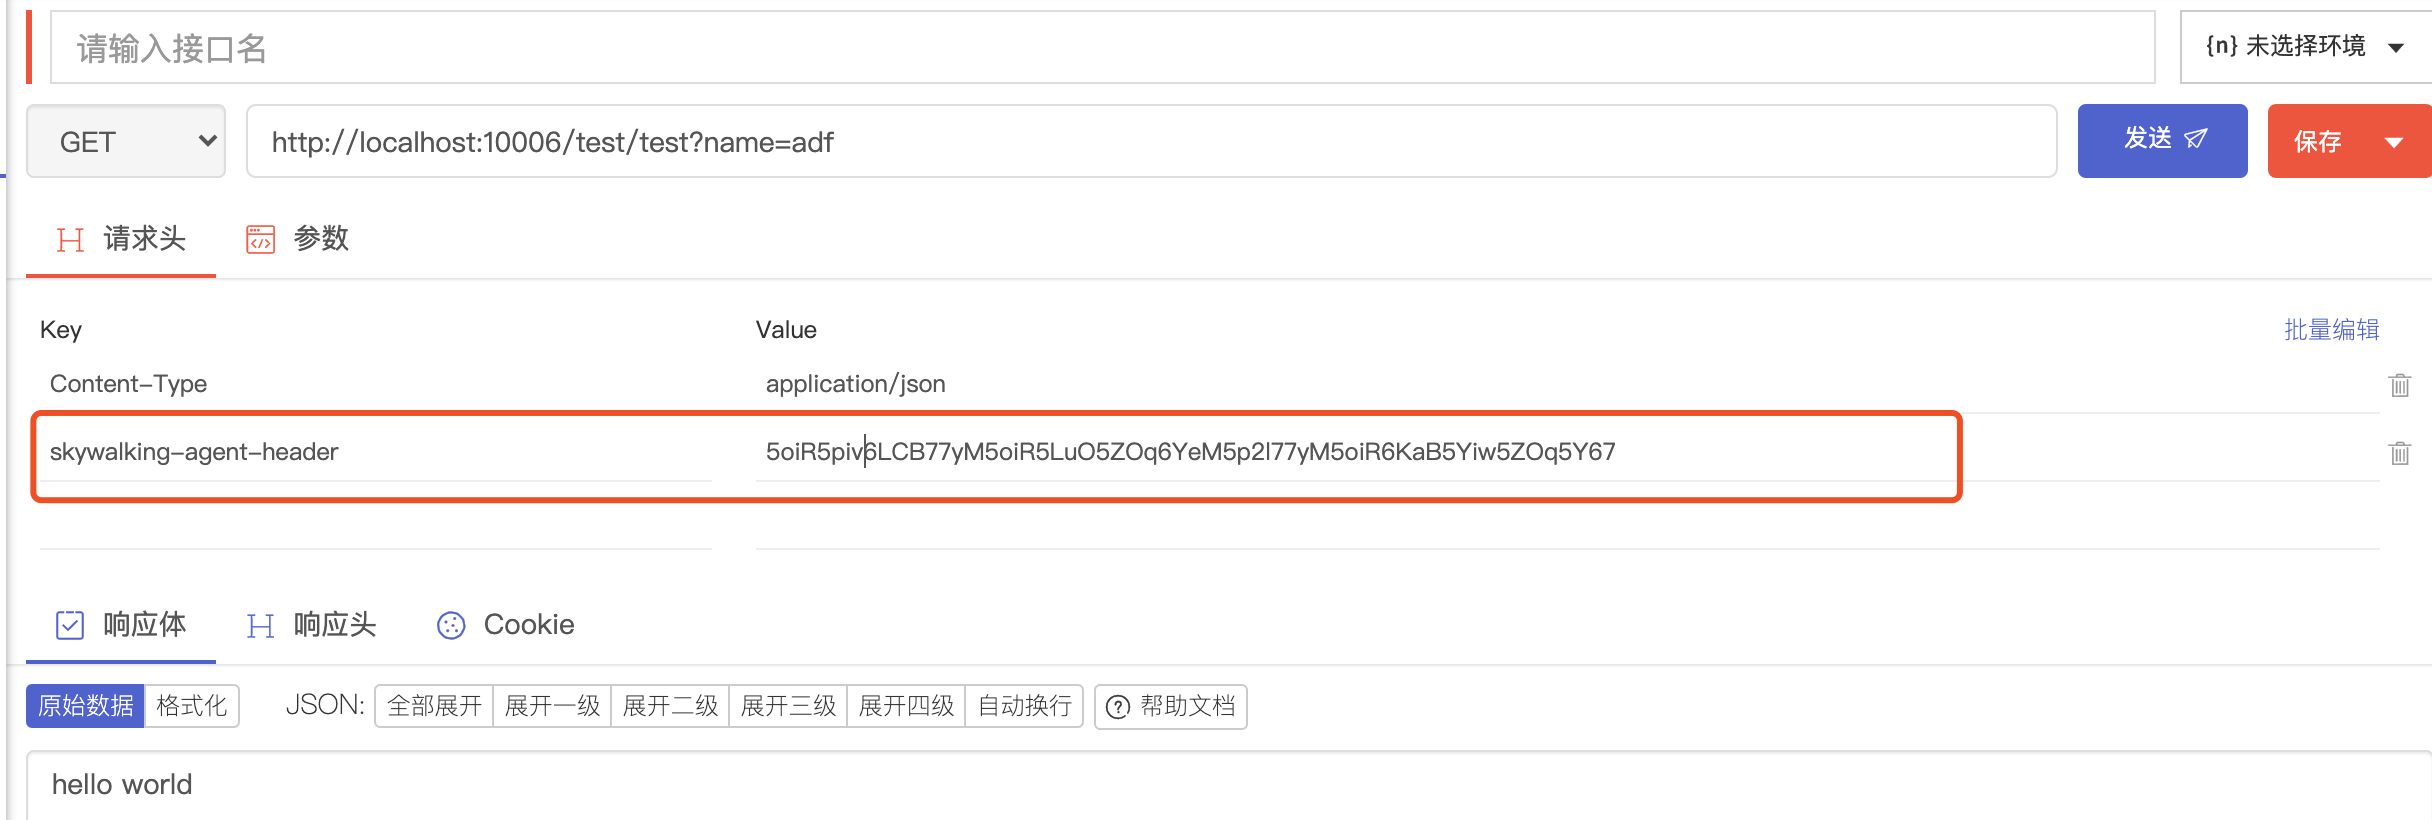 请输入接口名
{n} 未选择环境
GET
http://localhost:10006/test/test?name=adf
发送
保存
请求头
参数
Key
Value
批量编辑
Content-Type
application/json
skywalking-agent-header
5oiR5piv6LCB77yM5oiR5LuO5ZOq6YeM5p2l77yM5oiR6KaB5Yiw5ZOq5Y67
响应体
响应头
Cookie
原始数据
格式化
JSON:
全部展开
展开一级
展开二级
展开三级
展开四级
自动换行
帮助文档
hello world